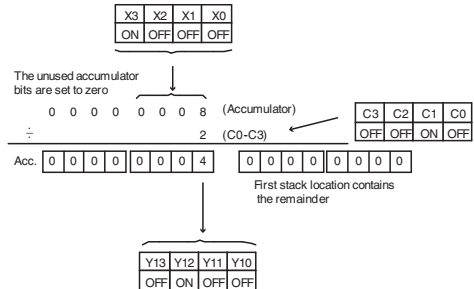 X3 X2 X1 X0
ON OFF OFF OFF
The unused accumulator
bits are set to zero
0 0 0 0 0 0 0 8 (Accumulator)
÷ 2 (C0-C3)
C3 C2 C1 C0
OFF OFF ON OFF
Acc. 0 0 0 0 0 0 0 4 0 0 0 0 0 0 0 0
First stack location contains
the remainder
Y13 Y12 Y11 Y10
OFF ON OFF OFF